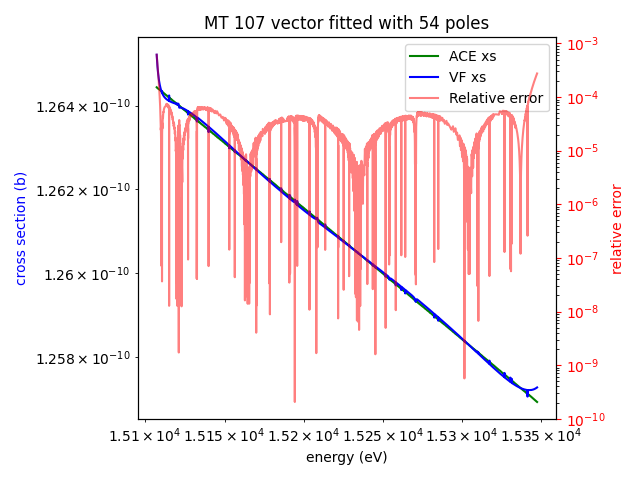 MT 107 vector fitted with 54 poles
ACE xs
VF xs
Relative error
1.264 × 10⁻¹⁰
1.262 × 10⁻¹⁰
1.26 × 10⁻¹⁰
1.258 × 10⁻¹⁰
cross section (b)
10⁻³
10⁻⁴
10⁻⁵
10⁻⁶
10⁻⁷
10⁻⁸
10⁻⁹
10⁻¹⁰
relative error
1.51 × 10⁴ 1.515 × 10⁴ 1.52 × 10⁴ 1.525 × 10⁴ 1.53 × 10⁴ 1.535 × 10⁴
energy (eV)